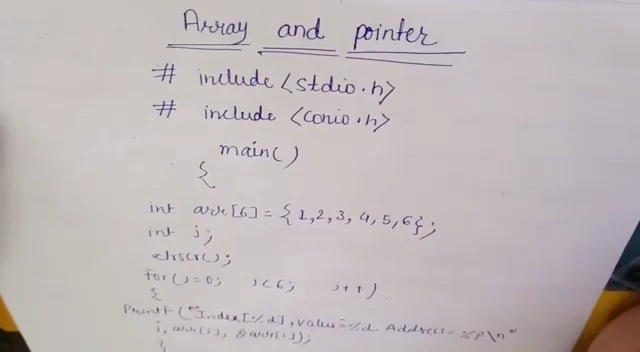 Array and pointer
# include <stdio.h>
# include <conio.h>
main()
{
int arr[6] = {1,2,3,4,5,6};
int j;
clrscr();
for(j=0; j<6; j++)
{
printf("Index[%d], value=%d Address=%p\n"
j, arr[j], &arr[j]);
}